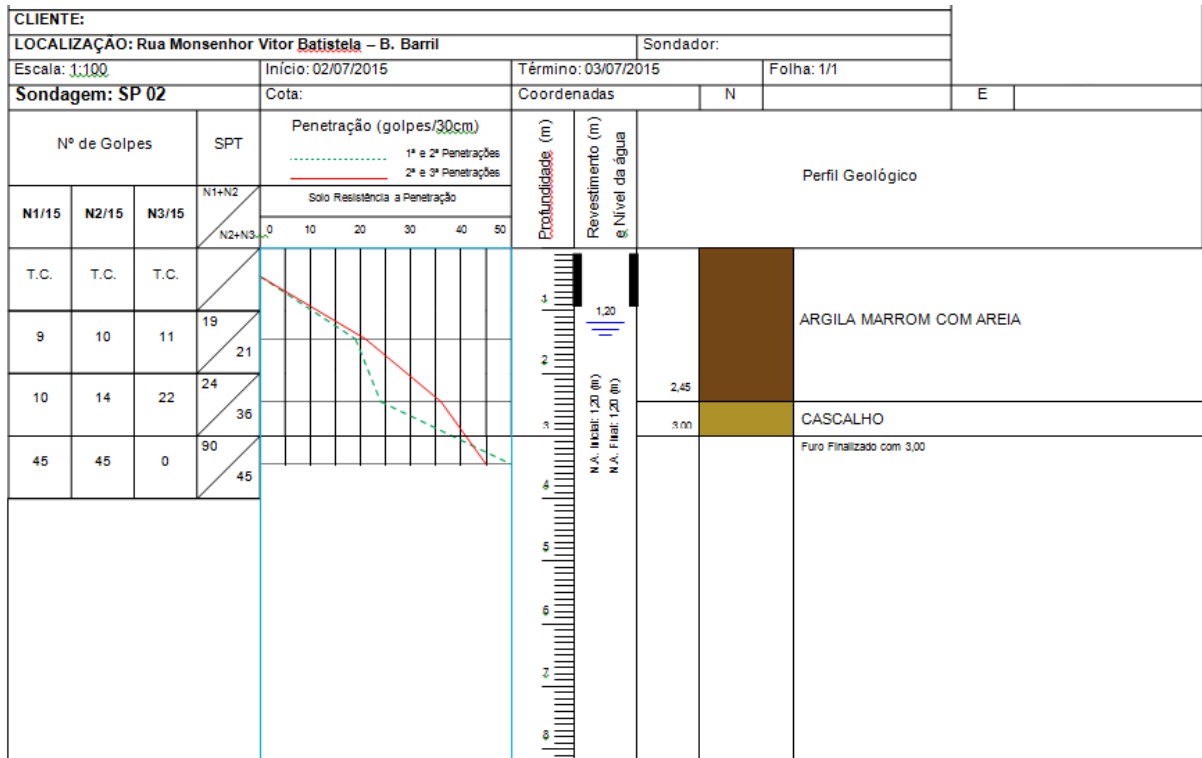 CLIENTE:
LOCALIZAÇÃO: Rua Monsenhor Vitor Batistela – B. Barril
Sondador:
Escala: 1:100
Início: 02/07/2015
Término: 03/07/2015
Folha: 1/1
Sondagem: SP 02
Cota:
Coordenadas
N
E
Nº de Golpes
SPT
Penetração (golpes/30cm)
1ª e 2ª Penetrações
2ª e 3ª Penetrações
Profundidade (m)
Revestimento (m)
e Nível da água
Perfil Geológico
N1/15
N2/15
N3/15
N1+N2
N2+N3
Solo Resistência a Penetração
0 10 20 30 40 50
T.C. T.C. T.C.
9 10 11 19 21
10 14 22 24 36
45 45 0 90 45
1
2
3
4
5
6
7
8
1,20
N.A. Inicial: 1,20 (m)
N.A. Final: 1,20 (m)
2,45
3.00
ARGILA MARROM COM AREIA
CASCALHO
Furo Finalizado com 3,00